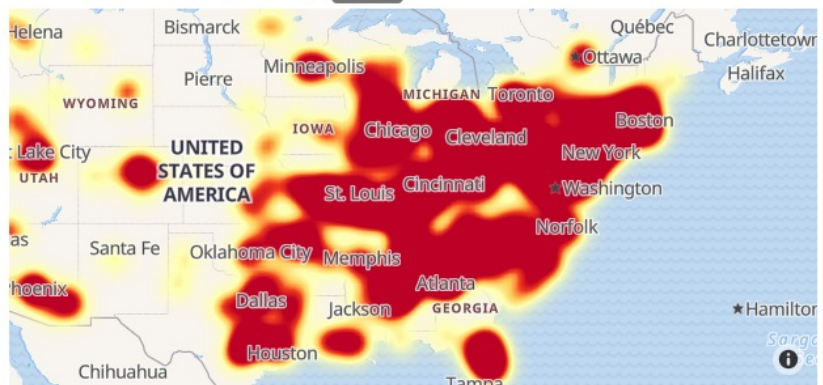 Helena
Bismarck
Québec
Charlottetown
Ottawa
Minneapolis
Halifax
Pierre
MICHIGAN
Toronto
WYOMING
Boston
IOWA
Chicago
Cleveland
t Lake City
UNITED
STATES OF
AMERICA
New York
UTAH
St. Louis
Cincinnati
Washington
Norfolk
as
Santa Fe
Oklahoma City
Memphis
hoenix
Atlanta
Dallas
Jackson
GEORGIA
Hamilton
Houston
Chihuahua
Tampa